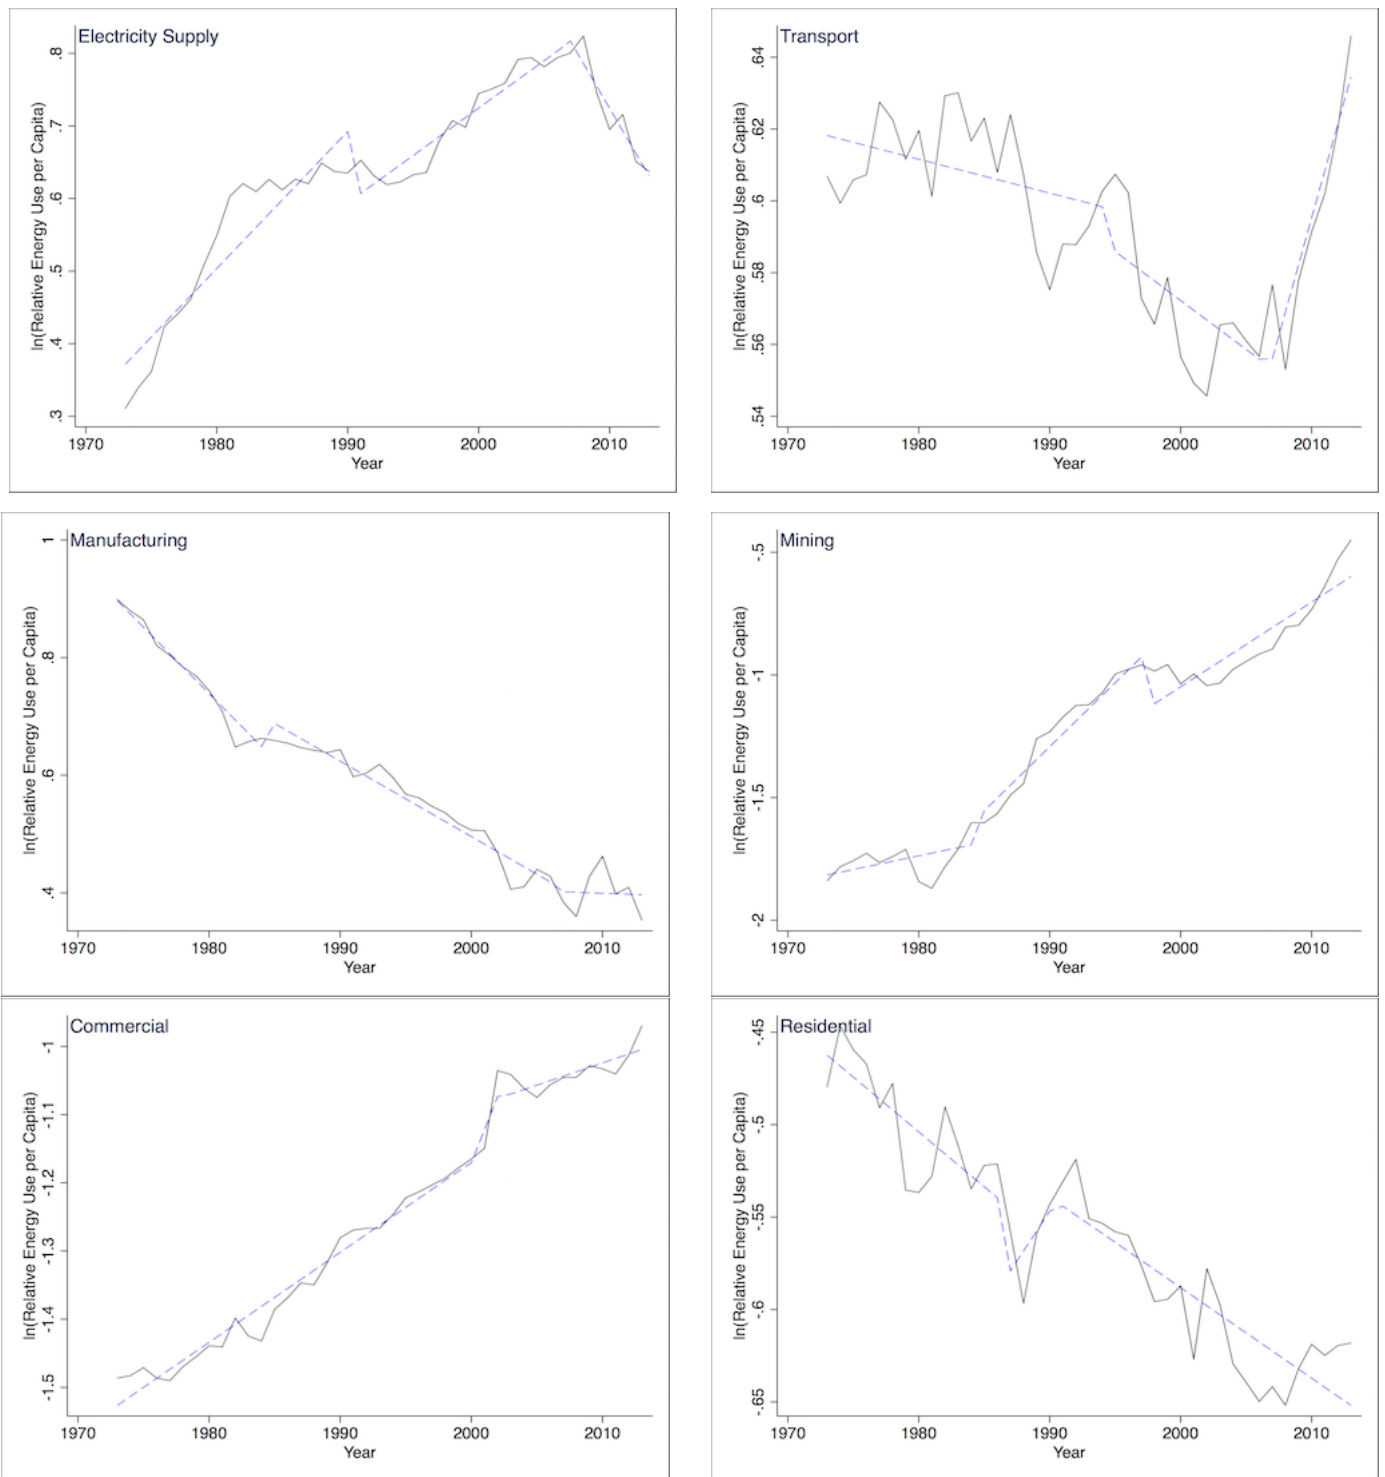 Electricity Supply
ln(Relative Energy Use per Capita)
.8
.7
.6
.5
.4
.3
1970 1980 1990 2000 2010
Year
Transport
ln(Relative Energy Use per Capita)
.64
.62
.6
.58
.56
.54
1970 1980 1990 2000 2010
Year
Manufacturing
ln(Relative Energy Use per Capita)
1
.8
.6
.4
1970 1980 1990 2000 2010
Year
Mining
ln(Relative Energy Use per Capita)
-.5
-1
-1.5
-2
1970 1980 1990 2000 2010
Year
Commercial
ln(Relative Energy Use per Capita)
-1
-1.1
-1.2
-1.3
-1.4
-1.5
1970 1980 1990 2000 2010
Year
Residential
ln(Relative Energy Use per Capita)
-.45
-.5
-.55
-.6
-.65
1970 1980 1990 2000 2010
Year